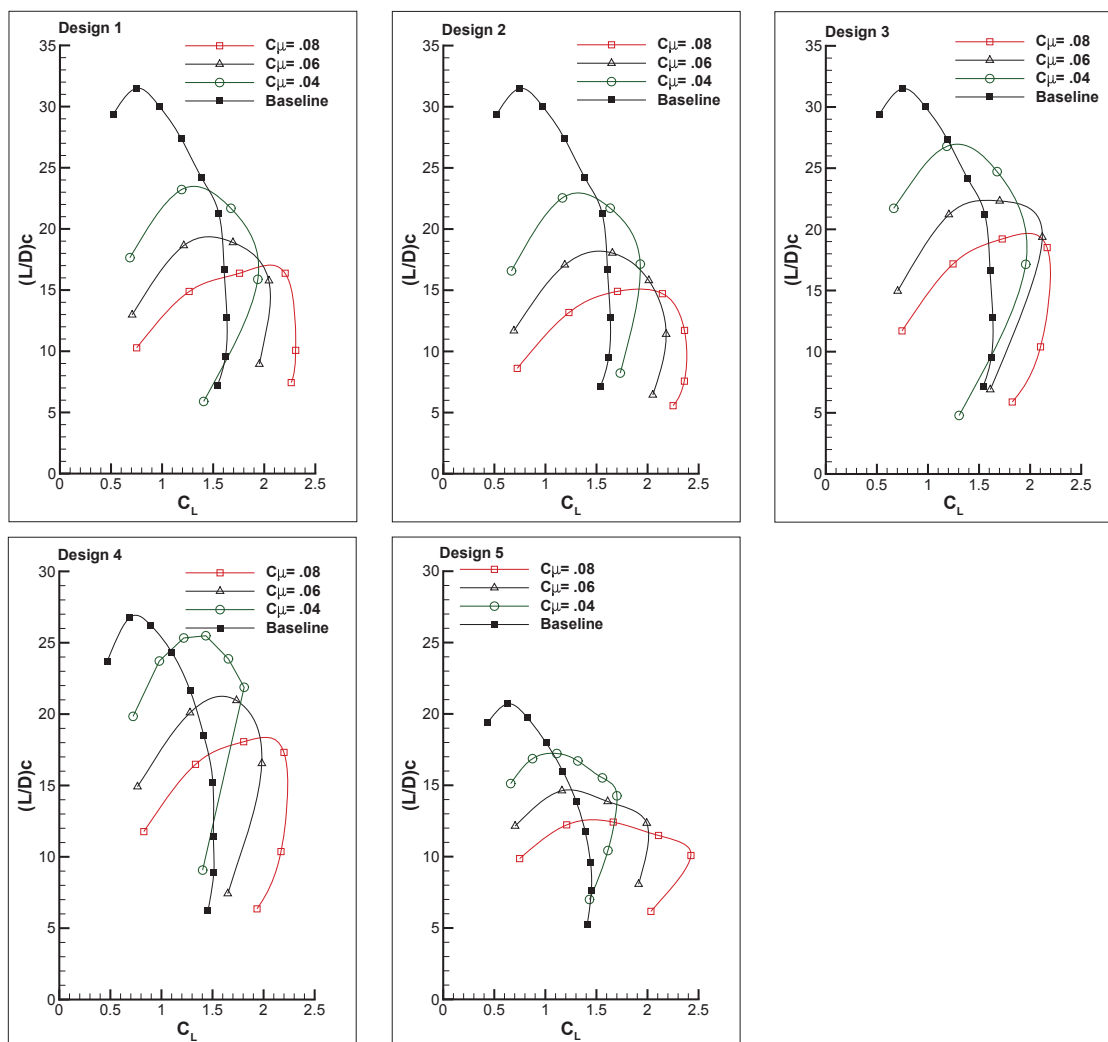 Design 1
Cμ= .08
Cμ= .06
Cμ= .04
Baseline
35
30
25
20
15
10
5
0
(L/D)c
0 0.5 1 1.5 2 2.5
C_L
Design 2
Cμ= .08
Cμ= .06
Cμ= .04
Baseline
35
30
25
20
15
10
5
0
(L/D)c
0 0.5 1 1.5 2 2.5
C_L
Design 3
Cμ= .08
Cμ= .06
Cμ= .04
Baseline
35
30
25
20
15
10
5
0
(L/D)c
0 0.5 1 1.5 2 2.5
C_L
Design 4
Cμ= .08
Cμ= .06
Cμ= .04
Baseline
30
25
20
15
10
5
0
(L/D)c
0 0.5 1 1.5 2 2.5
C_L
Design 5
Cμ= .08
Cμ= .06
Cμ= .04
Baseline
30
25
20
15
10
5
0
(L/D)c
0 0.5 1 1.5 2 2.5
C_L